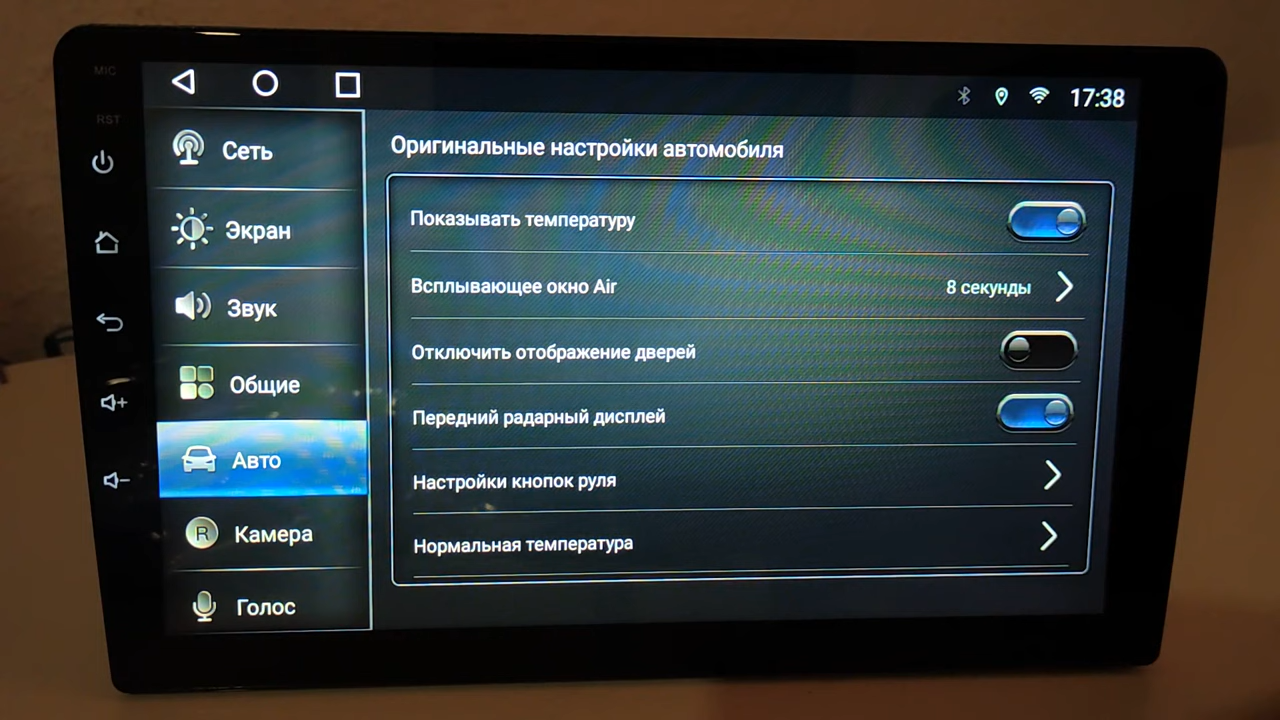 MIC
17:38
RST
Сеть
Экран
Звук
Общие
Авто
R Камера
Голос
Оригинальные настройки автомобиля
Показывать температуру
Всплывающее окно Air 8 секунды
Отключить отображение дверей
Передний радарный дисплей
Настройки кнопок руля
Нормальная температура